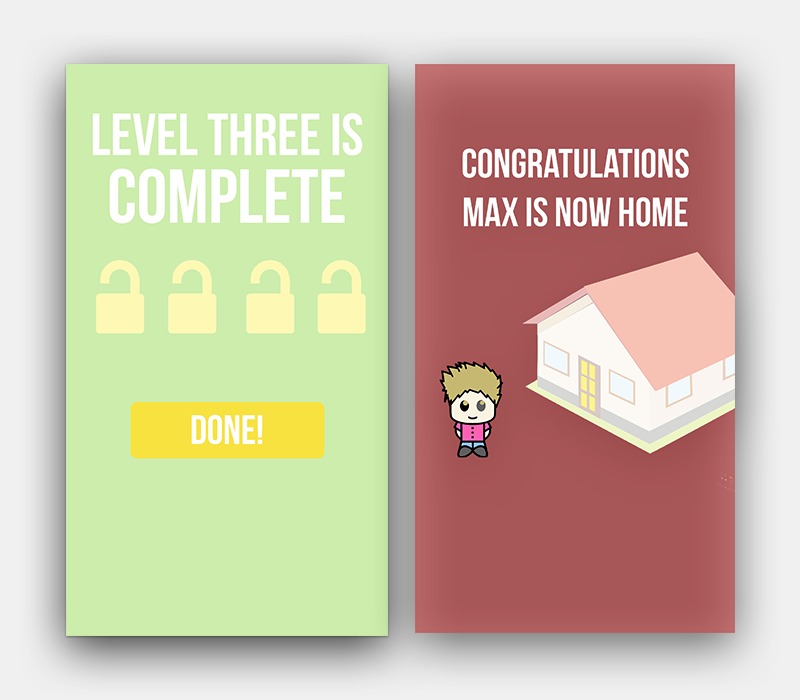 LEVEL THREE IS
COMPLETE
DONE!
CONGRATULATIONS
MAX IS NOW HOME